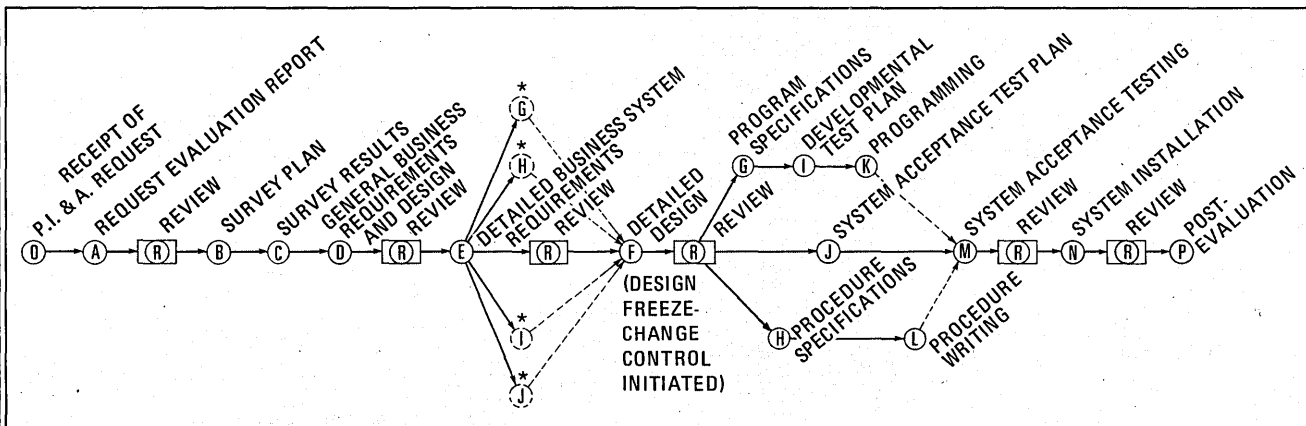 O
RECEIPT OF
P.I. & A. REQUEST
A
REQUEST EVALUATION REPORT
R
REVIEW
B
SURVEY PLAN
C
SURVEY RESULTS
D
GENERAL BUSINESS
REQUIREMENTS
AND DESIGN
R
REVIEW
E
DETAILED BUSINESS SYSTEM
REQUIREMENTS
*
G
*
H
R
REVIEW
*
I
*
J
F
DETAILED
DESIGN
R
REVIEW
(DESIGN
FREEZE-
CHANGE
CONTROL
INITIATED)
G
PROGRAM
SPECIFICATIONS
I
DEVELOPMENTAL
TEST PLAN
K
PROGRAMMING
J
SYSTEM ACCEPTANCE TEST PLAN
H
PROCEDURE
SPECIFICATIONS
L
PROCEDURE
WRITING
M
SYSTEM ACCEPTANCE TESTING
R
REVIEW
N
SYSTEM INSTALLATION
R
REVIEW
P
POST-
EVALUATION